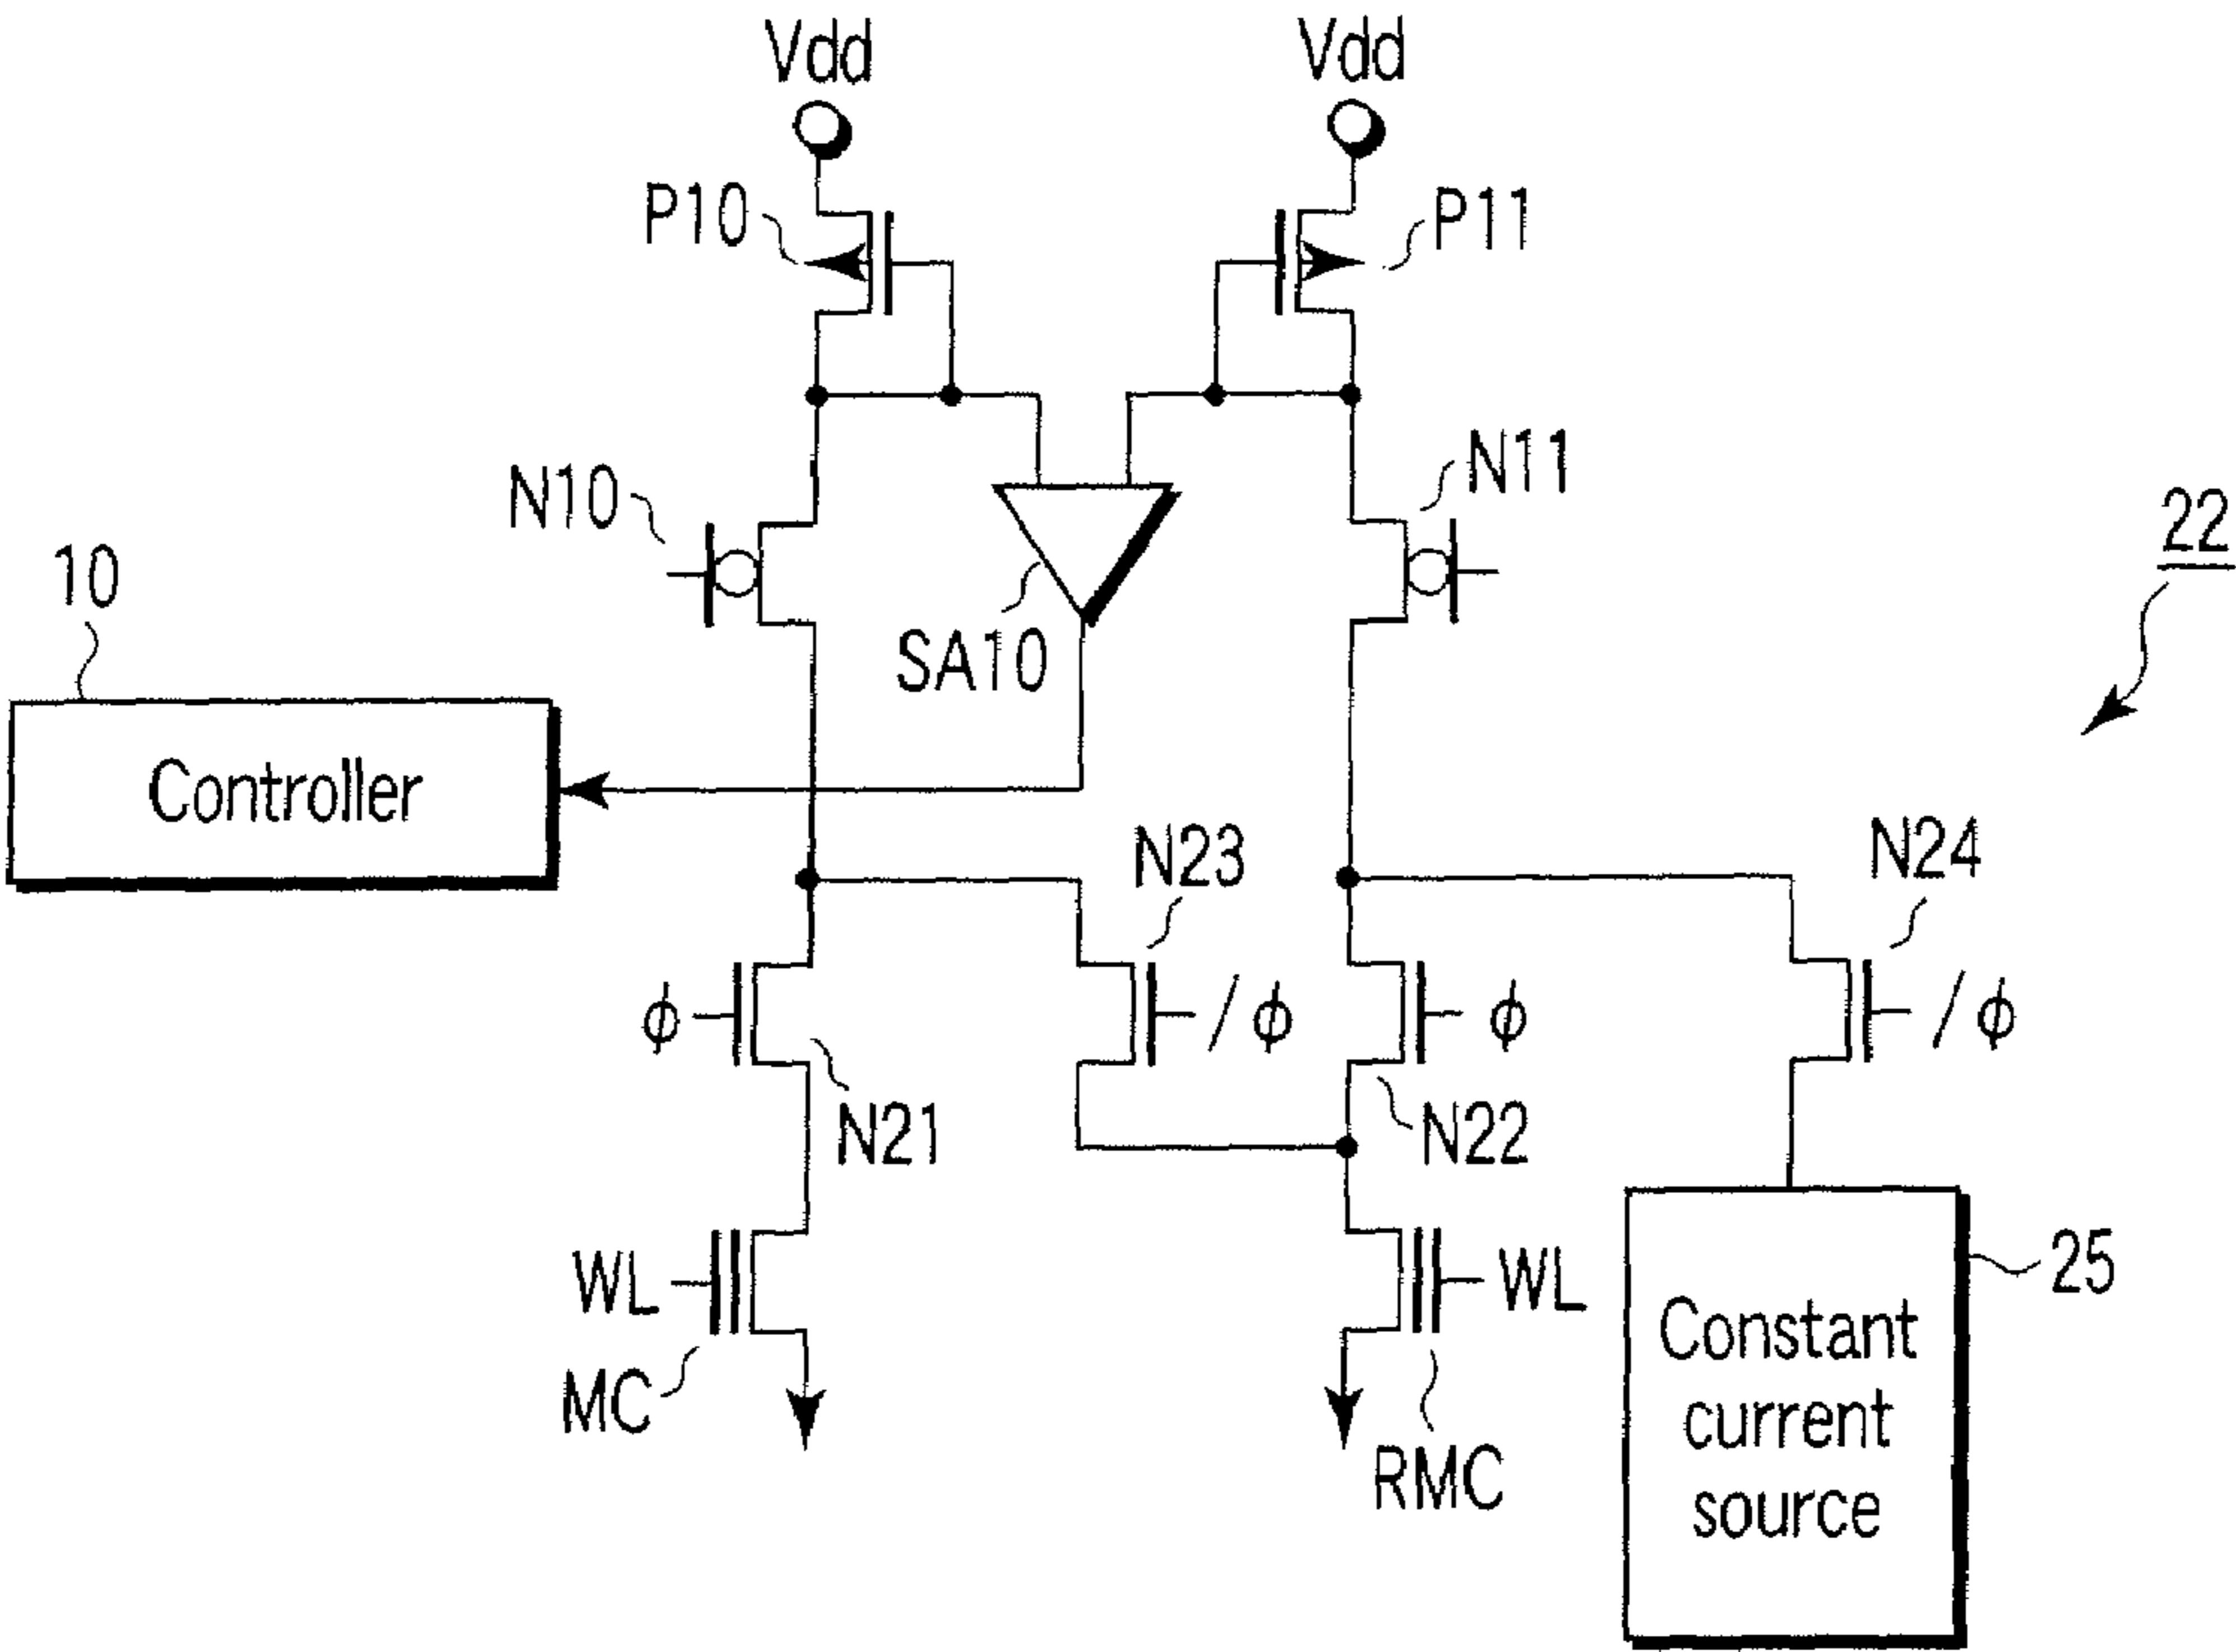 Vdd
Vdd
P10
P11
N10
N11
10
SA10
22
Controller
N23
N24
ϕ
/ϕ
ϕ
/ϕ
N21
N22
WL
WL
25
MC
RMC
Constant
current
source